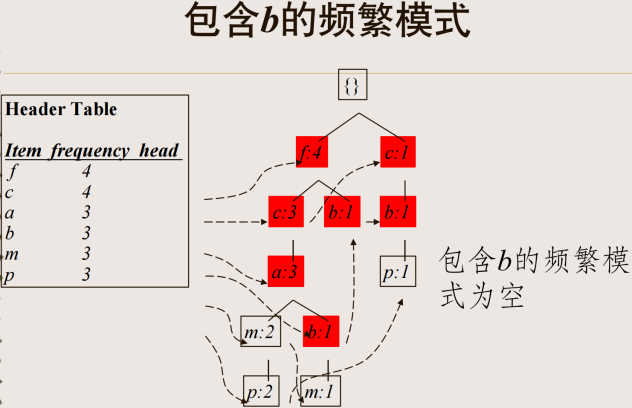 包含b的频繁模式
{}
Header Table
Item frequency head
f 4
c 4
a 3
b 3
m 3
p 3
f:4
c:1
c:3
b:1
b:1
a:3
p:1
m:2
b:1
p:2
m:1
包含b的频繁模
式为空